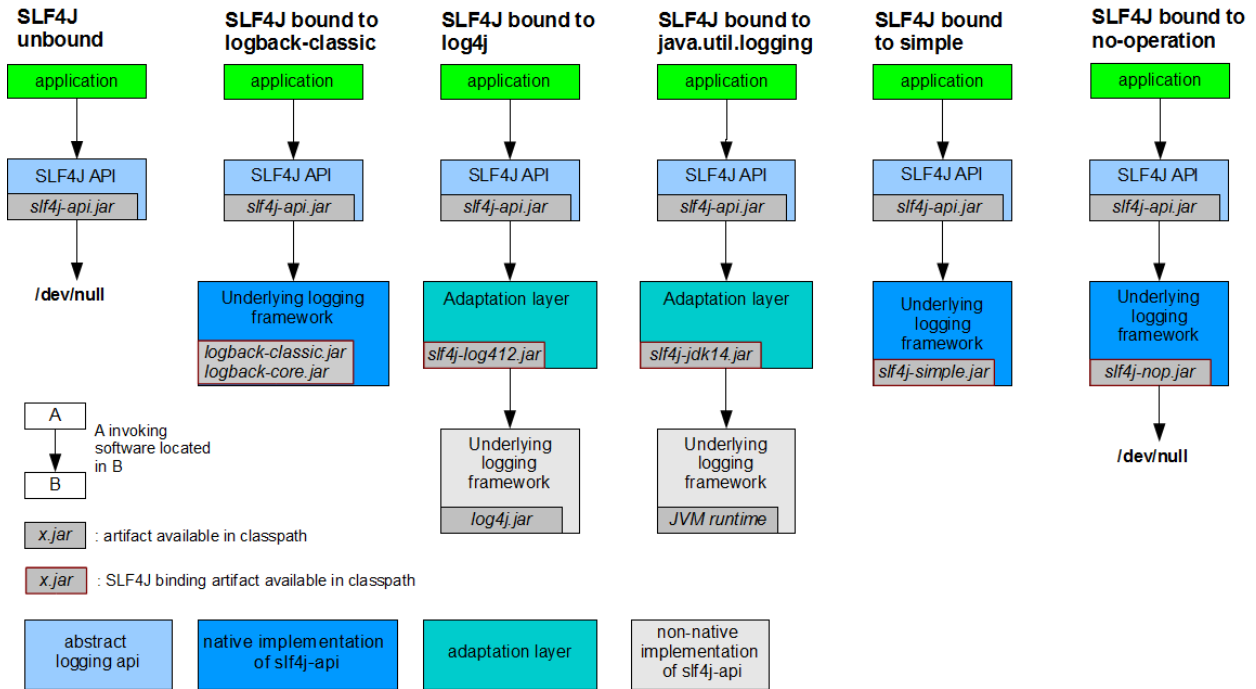 SLF4J
unbound
SLF4J bound to
logback-classic
SLF4J bound to
log4j
SLF4J bound to
java.util.logging
SLF4J bound
to simple
SLF4J bound to
no-operation
application
application
application
application
application
application
SLF4J API
slf4j-api.jar
SLF4J API
slf4j-api.jar
SLF4J API
slf4j-api.jar
SLF4J API
slf4j-api.jar
SLF4J API
slf4j-api.jar
SLF4J API
slf4j-api.jar
/dev/null
Underlying logging
framework
logback-classic.jar
logback-core.jar
Adaptation layer
slf4j-log412.jar
Adaptation layer
slf4j-jdk14.jar
Underlying
logging
framework
slf4j-simple.jar
Underlying
logging
framework
slf4j-nop.jar
Underlying
logging
framework
log4j.jar
Underlying
logging
framework
JVM runtime
/dev/null
A
B
A invoking
software located
in B
x.jar : artifact available in classpath
x.jar : SLF4J binding artifact available in classpath
abstract
logging api
native implementation
of slf4j-api
adaptation layer
non-native
implementation
of slf4j-api